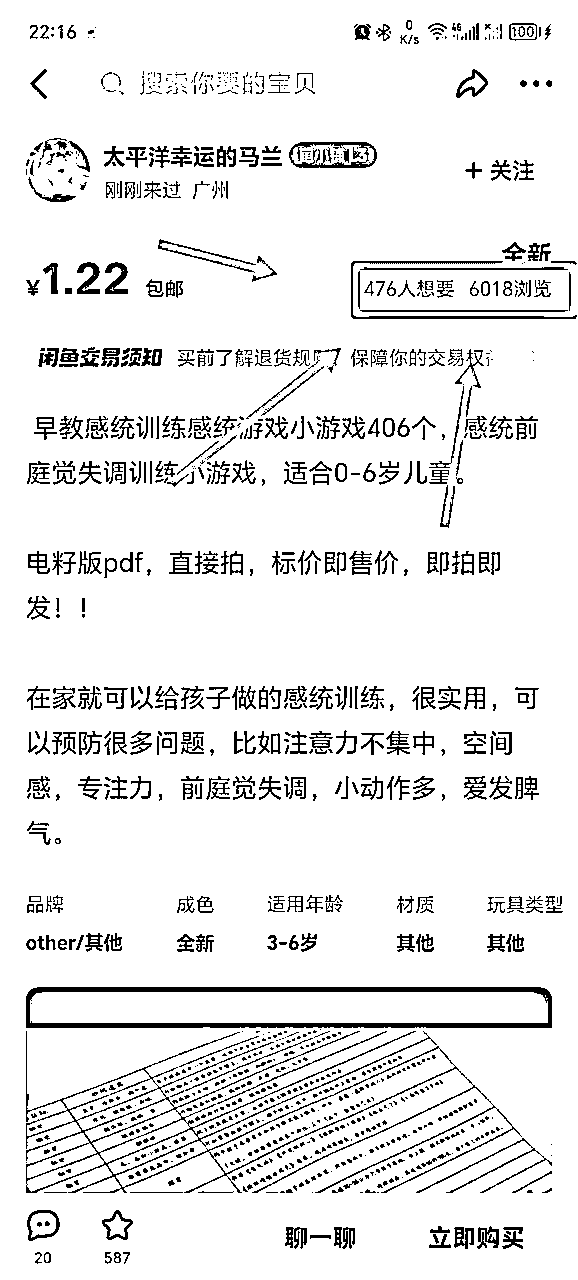 22:16
0
K/s
4G
100
搜索你要的宝贝
太平洋幸运的马兰
刚刚来过 广州
+ 关注
¥1.22 包邮
全新
476人想要 6018浏览
闲鱼交易须知 买前了解退货规则 保障你的交易权
早教感统训练感统游戏小游戏406个,感统前
庭觉失调训练小游戏,适合0-6岁儿童。
电籽版pdf,直接拍,标价即售价,即拍即
发!!
在家就可以给孩子做的感统训练,很实用,可
以预防很多问题,比如注意力不集中,空间
感,专注力,前庭觉失调,小动作多,爱发脾
气。
品牌 成色 适用年龄 材质 玩具类型
other/其他 全新 3-6岁 其他 其他
20 587 聊一聊 立即购买